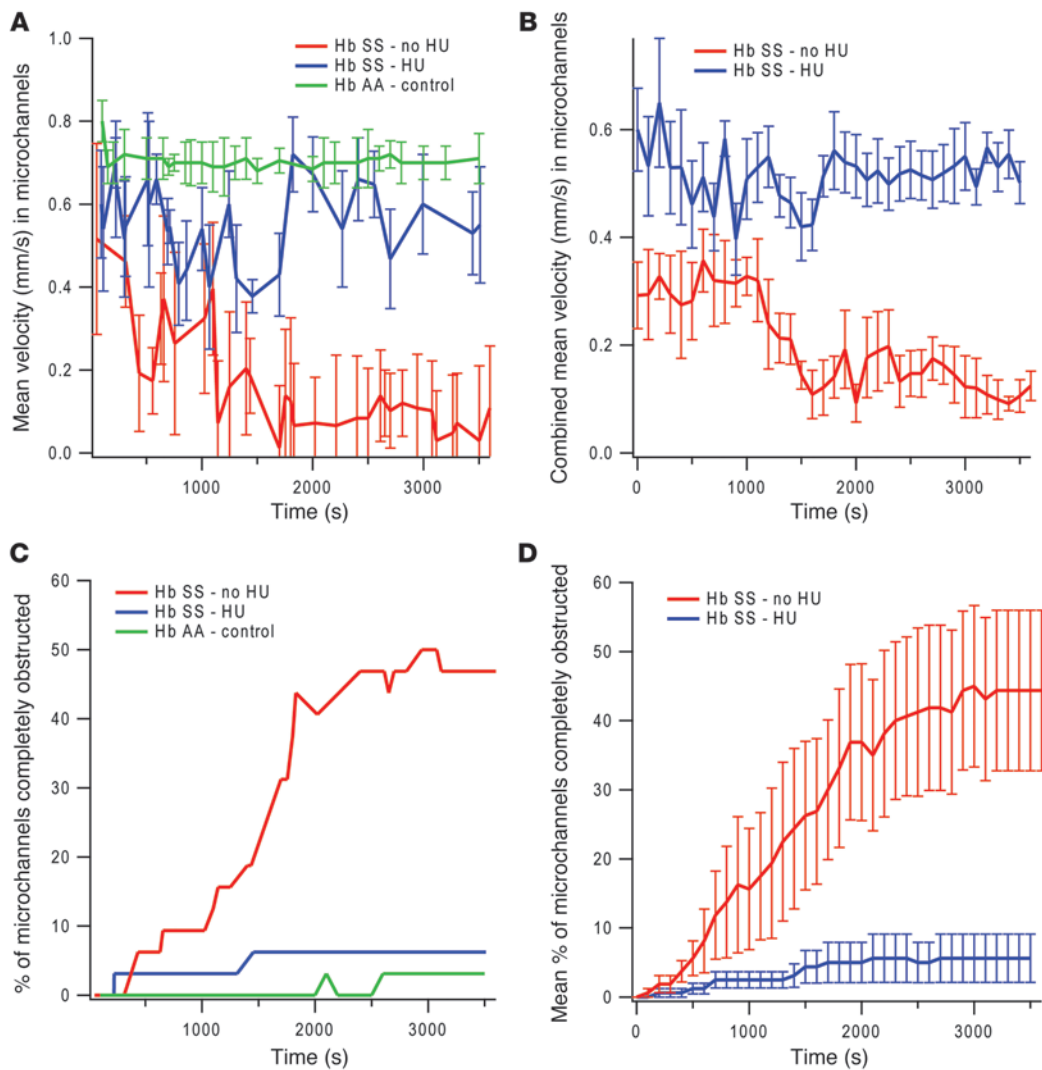 A
Mean velocity (mm/s) in microchannels
1.0
0.8
0.6
0.4
0.2
0.0
Hb SS - no HU
Hb SS - HU
Hb AA - control
1000
2000
3000
Time (s)
B
Combined mean velocity (mm/s) in microchannels
0.6
0.4
0.2
0.0
Hb SS - no HU
Hb SS - HU
0
1000
2000
3000
Time (s)
C
% of microchannels completely obstructed
60
50
40
30
20
10
0
Hb SS - no HU
Hb SS - HU
Hb AA - control
1000
2000
3000
Time (s)
D
Mean % of microchannels completely obstructed
60
50
40
30
20
10
0
Hb SS - no HU
Hb SS - HU
0
1000
2000
3000
Time (s)